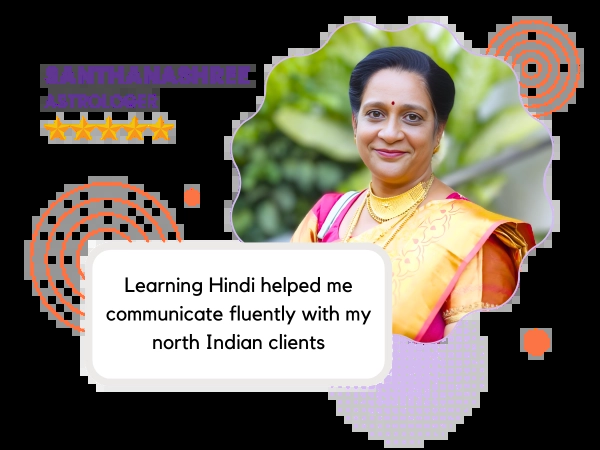 SANTHANASHREE
ASTROLOGER
Learning Hindi helped me
communicate fluently with my
north Indian clients